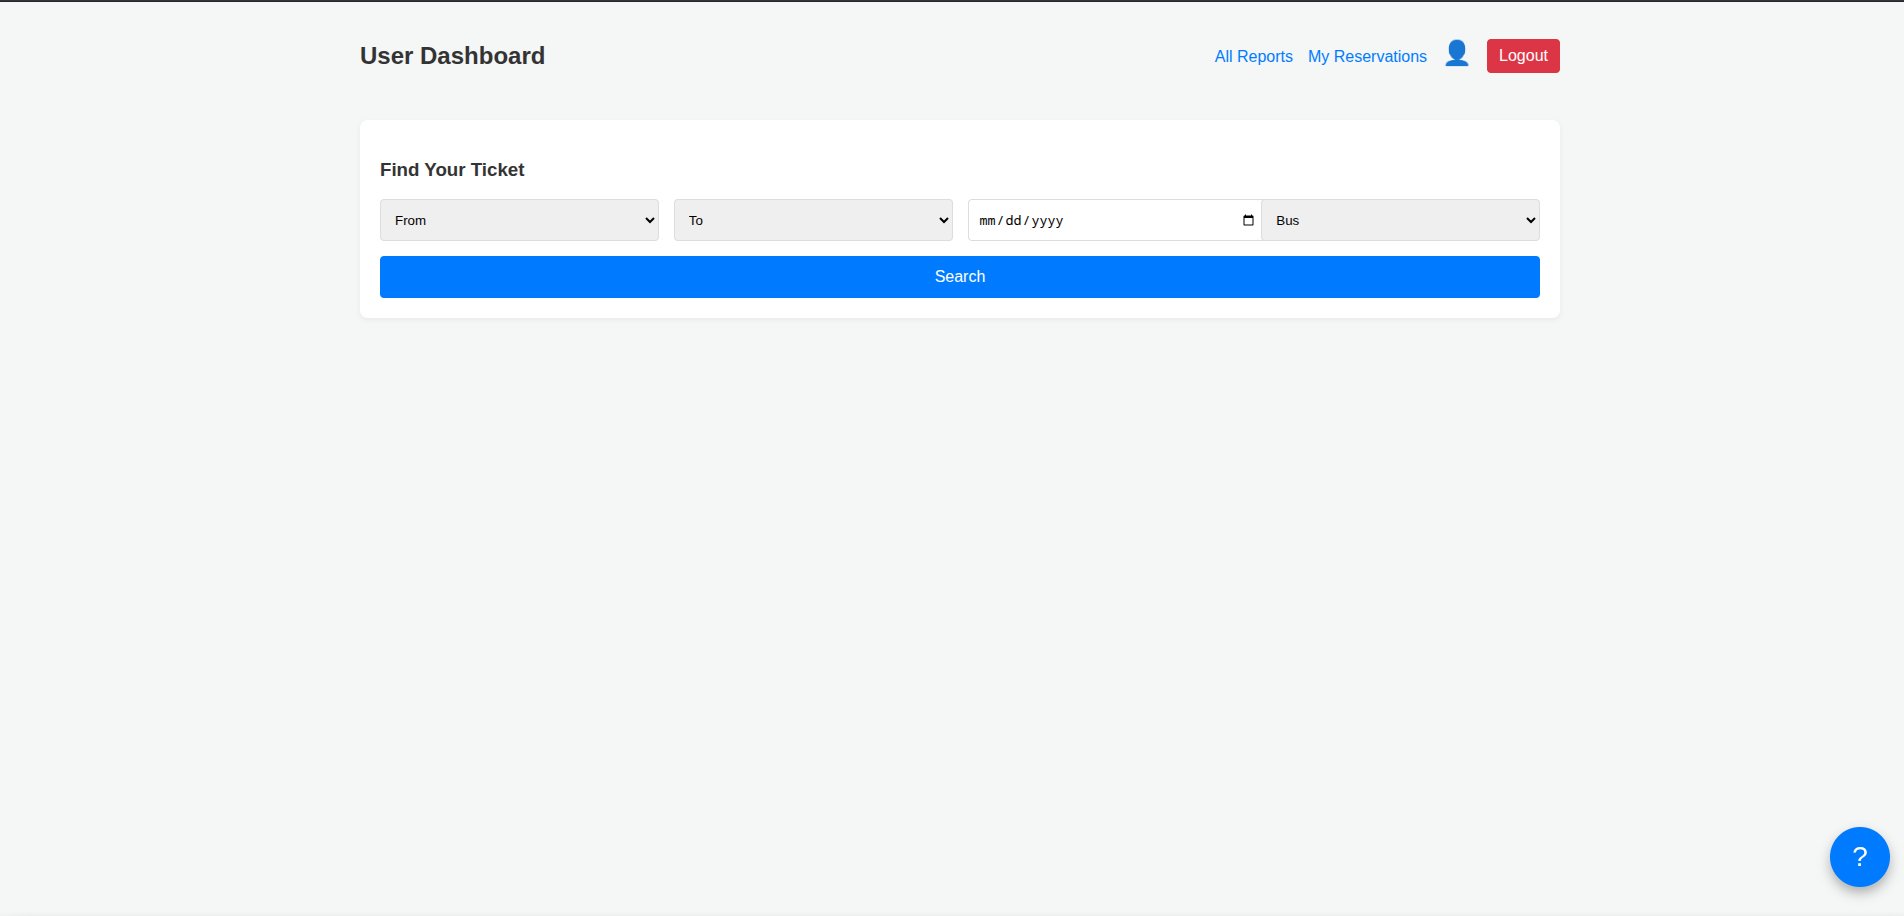 User Dashboard
All Reports My Reservations Logout
Find Your Ticket
From To mm/dd/yyyy Bus
Search
?